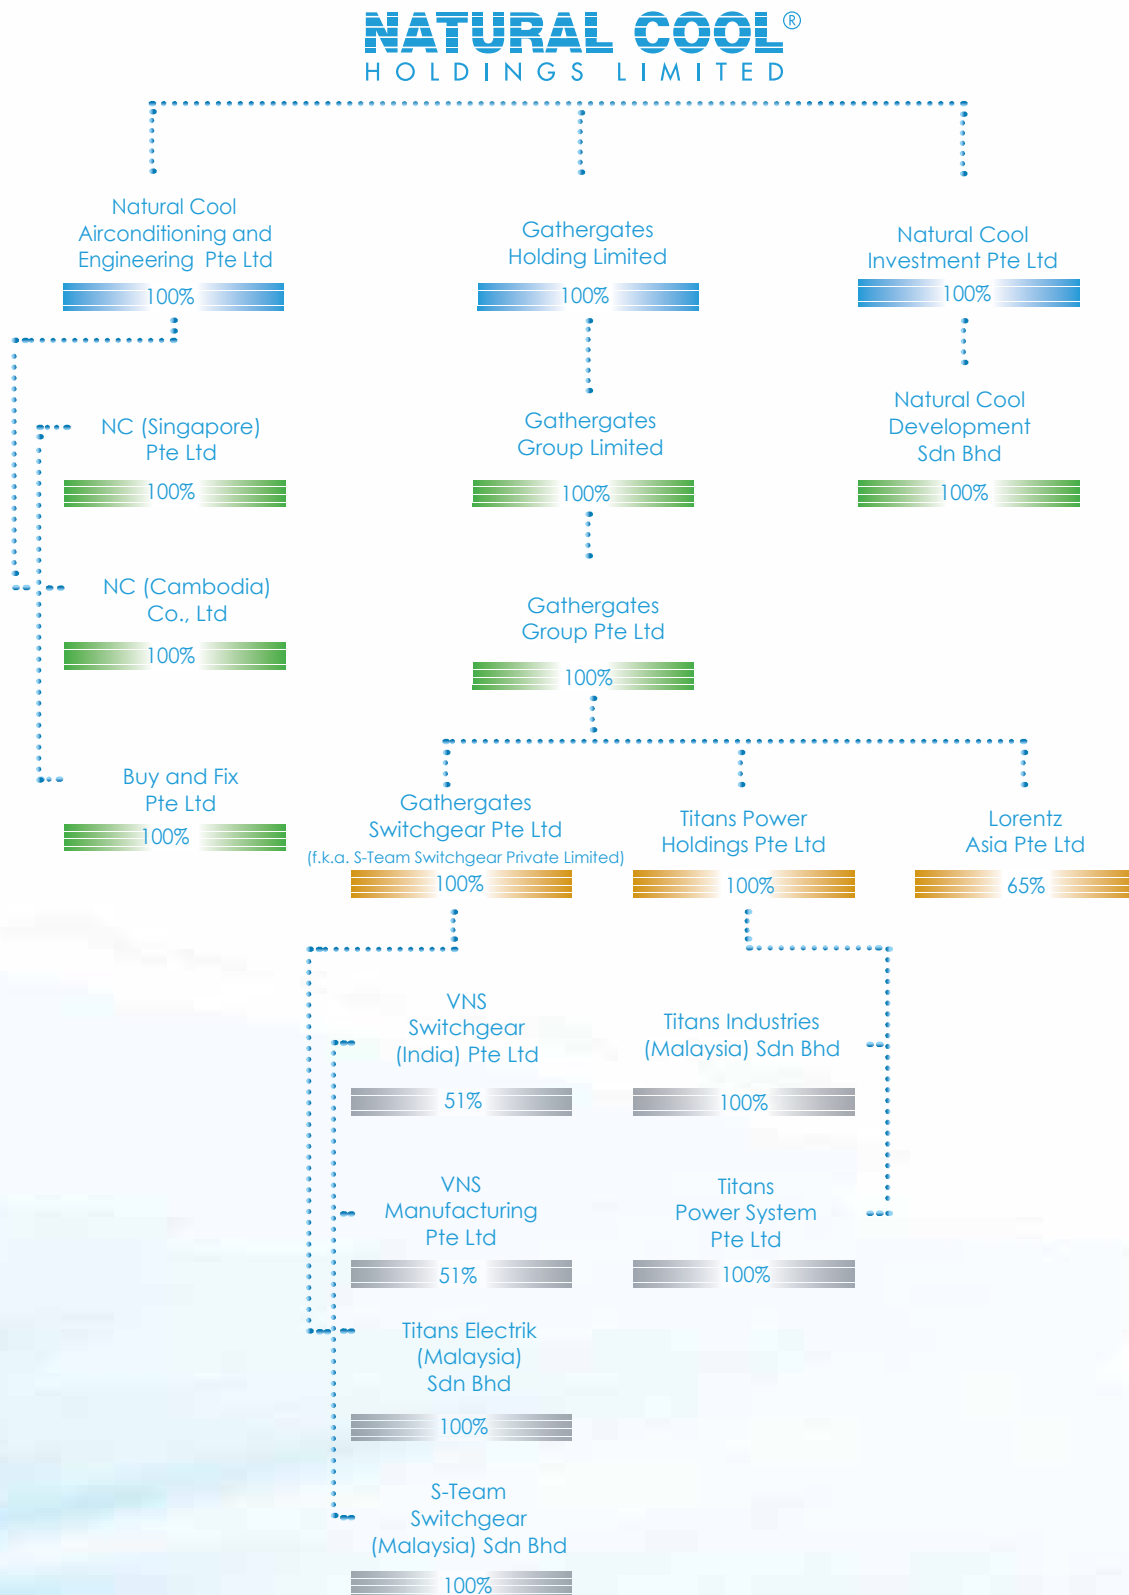 NATURAL COOL®
HOLDINGS LIMITED
Natural Cool
Airconditioning and
Engineering Pte Ltd
100%
Gathergates
Holding Limited
100%
Natural Cool
Investment Pte Ltd
100%
NC (Singapore)
Pte Ltd
100%
Gathergates
Group Limited
100%
Natural Cool
Development
Sdn Bhd
100%
NC (Cambodia)
Co., Ltd
100%
Gathergates
Group Pte Ltd
100%
Buy and Fix
Pte Ltd
100%
Gathergates
Switchgear Pte Ltd
(f.k.a. S-Team Switchgear Private Limited)
100%
Titans Power
Holdings Pte Ltd
100%
Lorentz
Asia Pte Ltd
65%
VNS
Switchgear
(India) Pte Ltd
51%
Titans Industries
(Malaysia) Sdn Bhd
100%
VNS
Manufacturing
Pte Ltd
51%
Titans
Power System
Pte Ltd
100%
Titans Electrik
(Malaysia)
Sdn Bhd
100%
S-Team
Switchgear
(Malaysia) Sdn Bhd
100%